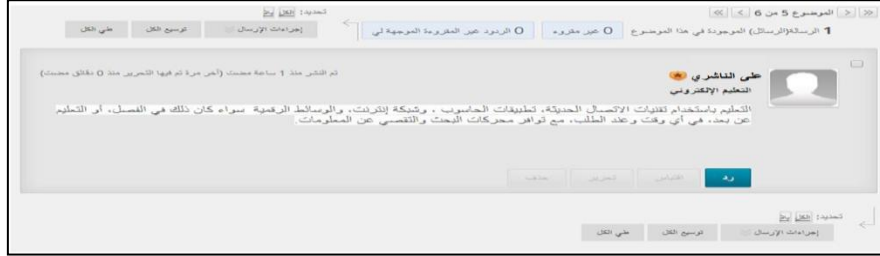 الموضوع 5 من 6
تحديد: الكل
1 الرسالة(الرسائل) الموجودة في هذا الموضوع 0 غير مقروء 0 الردود غير المقروءة الموجهة لي
إجراءات الإرسال توسيع الكل طي الكل
على الناشري
التعليم الإلكتروني
تم النشر منذ 1 ساعة مضت (آخر مرة تم فيها التحرير منذ 0 دقائق مضت)
التعليم باستخدام تقنيات الاتصال الحديثة، تطبيقات الحاسوب ، وشبكة إنترنت، والوسائط الرقمية سواء كان ذلك في الفصل، أو التعليم
عن بعد، في أي وقت وعند الطلب، مع توافر محركات البحث والتقصي عن المعلومات.
رد اقتباس تحرير حذف
تحديد: الكل
إجراءات الإرسال توسيع الكل طي الكل